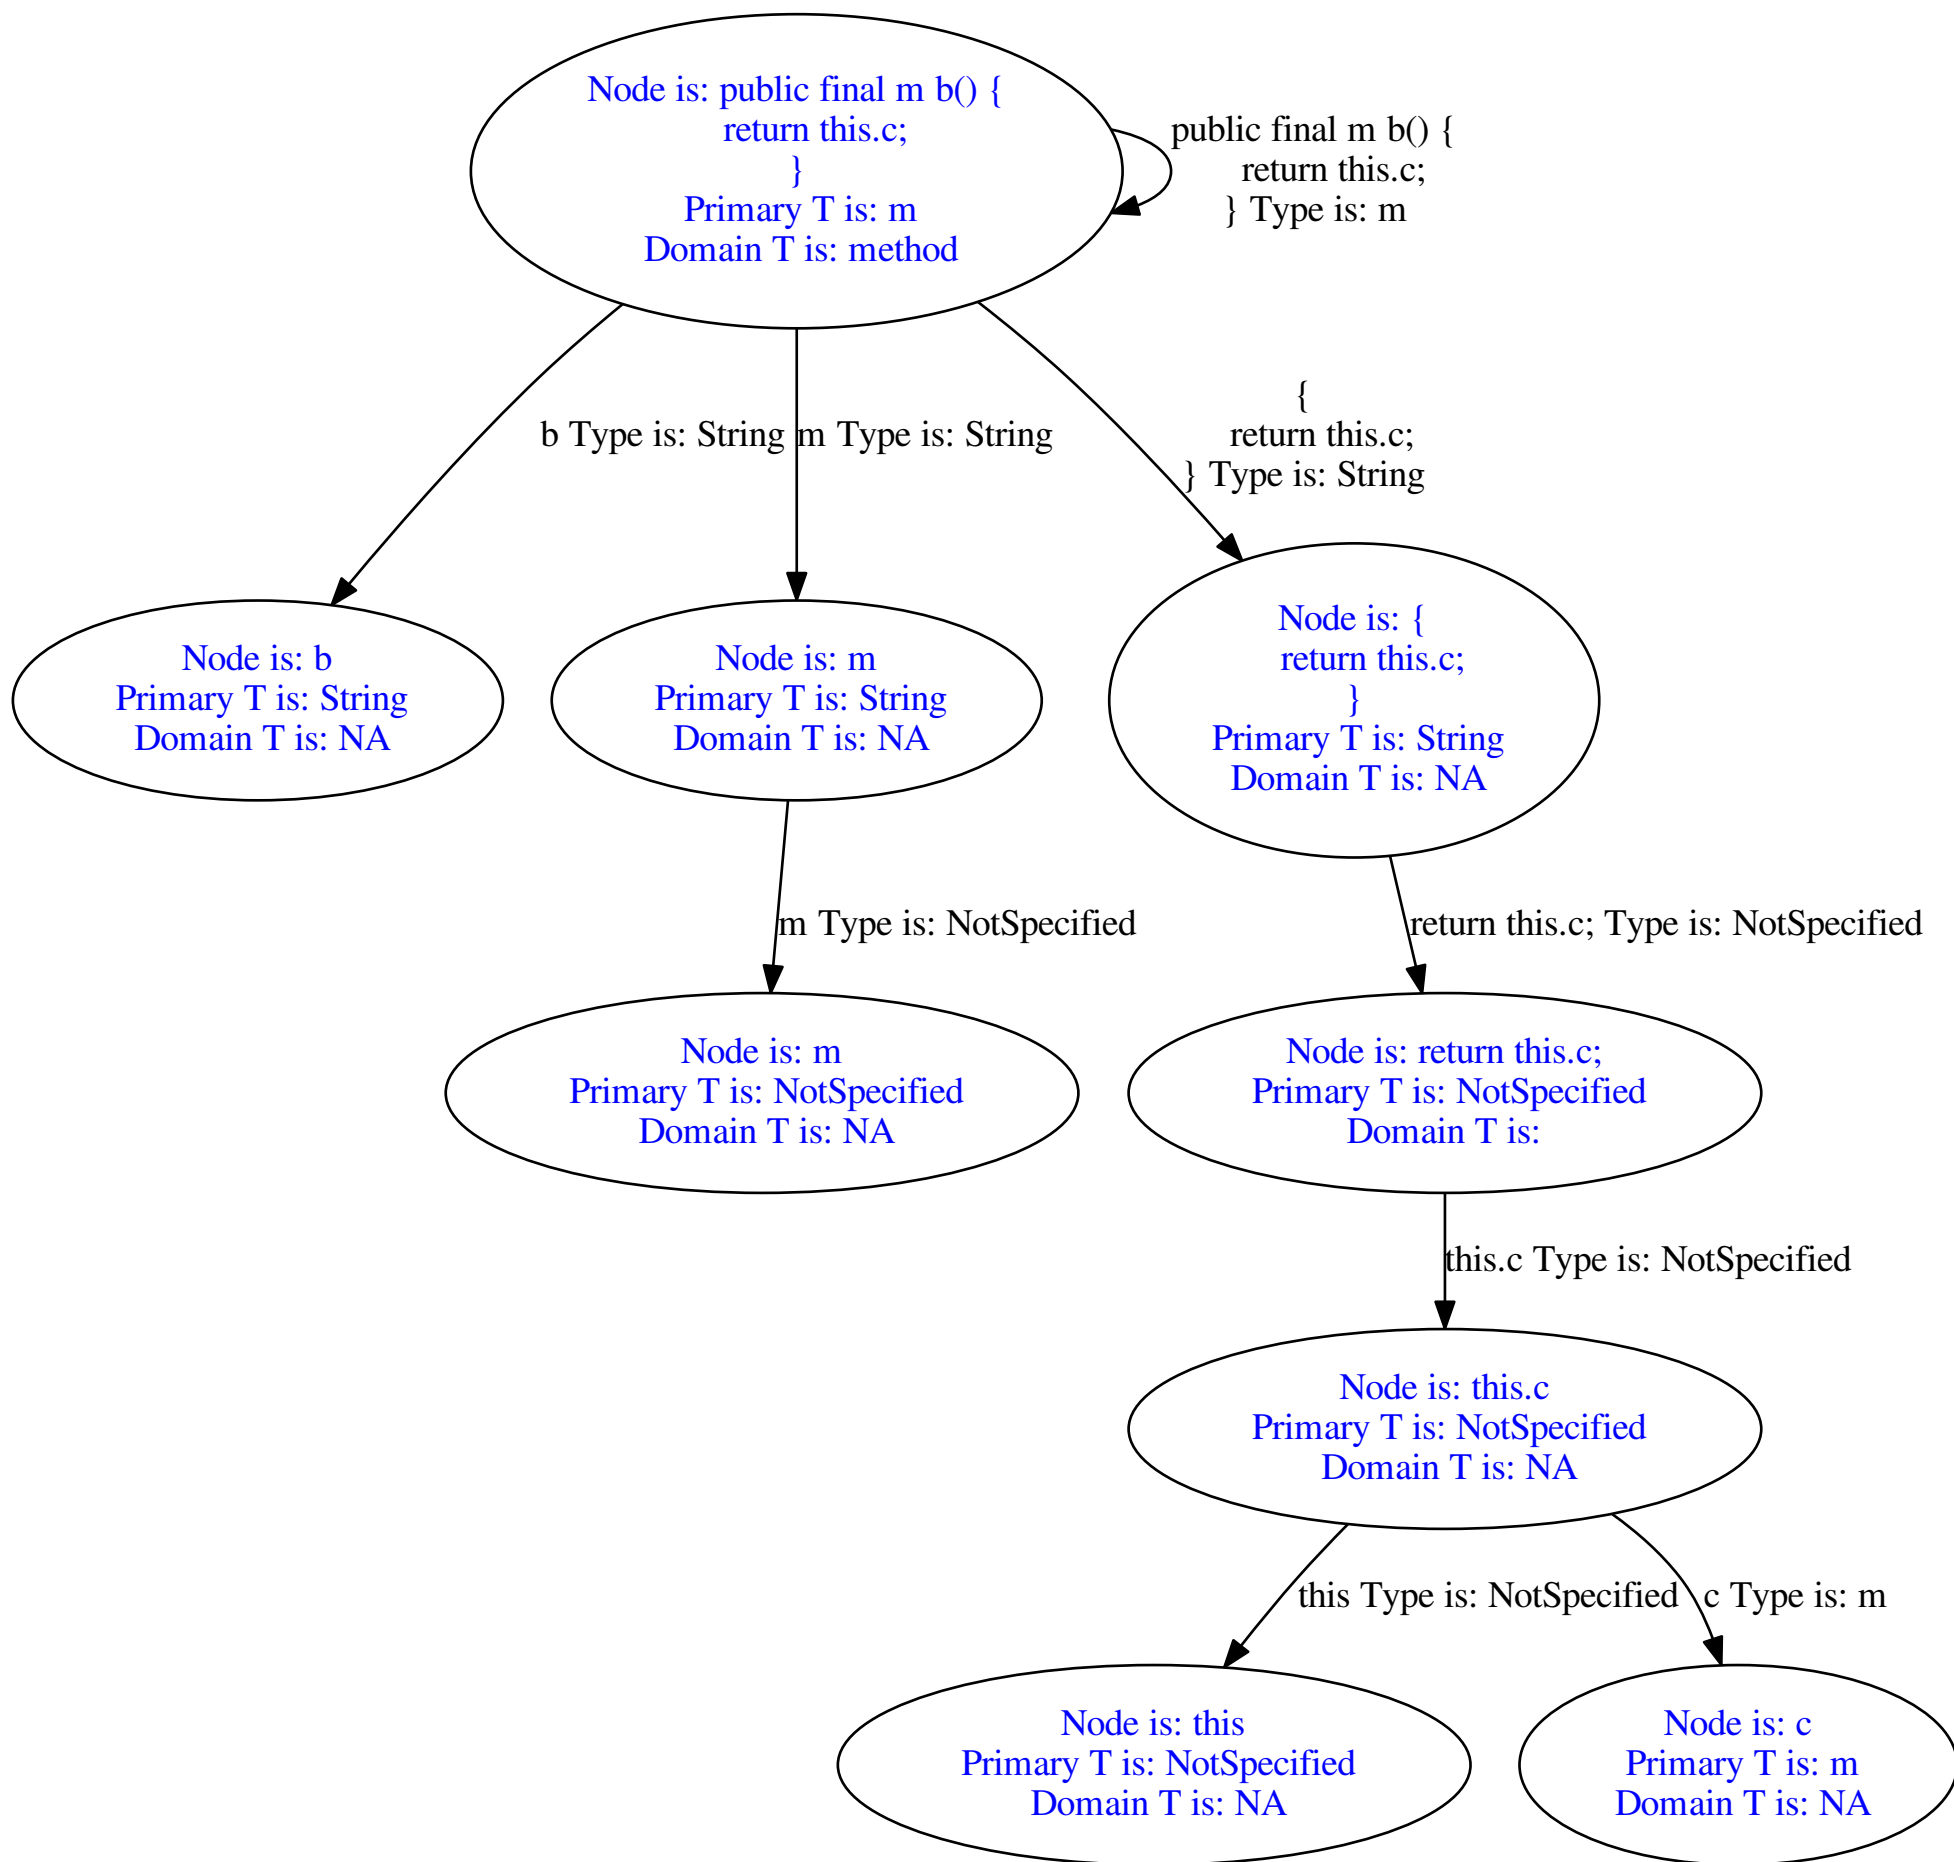 Node is: public final m b() {
return this.c;
}
Primary T is: m
Domain T is: method
public final m b() {
return this.c;
} Type is: m
b Type is: String
m Type is: String
{
return this.c;
} Type is: String
Node is: b
Primary T is: String
Domain T is: NA
Node is: m
Primary T is: String
Domain T is: NA
Node is: {
return this.c;
}
Primary T is: String
Domain T is: NA
m Type is: NotSpecified
return this.c; Type is: NotSpecified
Node is: m
Primary T is: NotSpecified
Domain T is: NA
Node is: return this.c;
Primary T is: NotSpecified
Domain T is:
this.c Type is: NotSpecified
Node is: this.c
Primary T is: NotSpecified
Domain T is: NA
this Type is: NotSpecified
c Type is: m
Node is: this
Primary T is: NotSpecified
Domain T is: NA
Node is: c
Primary T is: m
Domain T is: NA